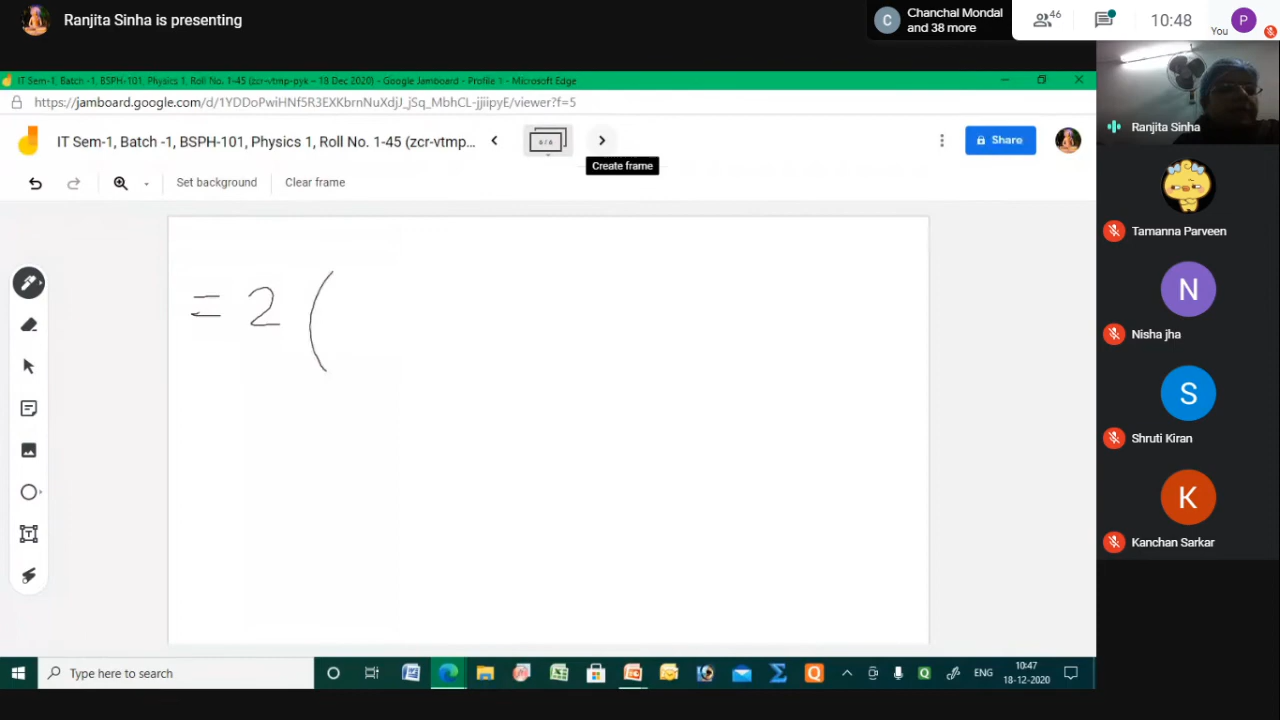 Ranjita Sinha is presenting
Chanchal Mondal
and 38 more
46
10:48
You
P
C
IT Sem-1, Batch -1, BSPH-101, Physics 1, Roll No. 1-45 (zcr-vtmp-pyk – 18 Dec 2020) - Google Jamboard - Profile 1 - Microsoft Edge
https://jamboard.google.com/d/1YDDoPwiHNf5R3EXKbrnNuXdjJ_jSq_MbhCL-jjiipyE/viewer?f=5
IT Sem-1, Batch -1, BSPH-101, Physics 1, Roll No. 1-45 (zcr-vtmp...
6 / 6
Share
Create frame
Set background
Clear frame
= 2 (
Ranjita Sinha
Tamanna Parveen
N
Nisha jha
S
Shruti Kiran
K
Kanchan Sarkar
Type here to search
ENG
10:47
18-12-2020